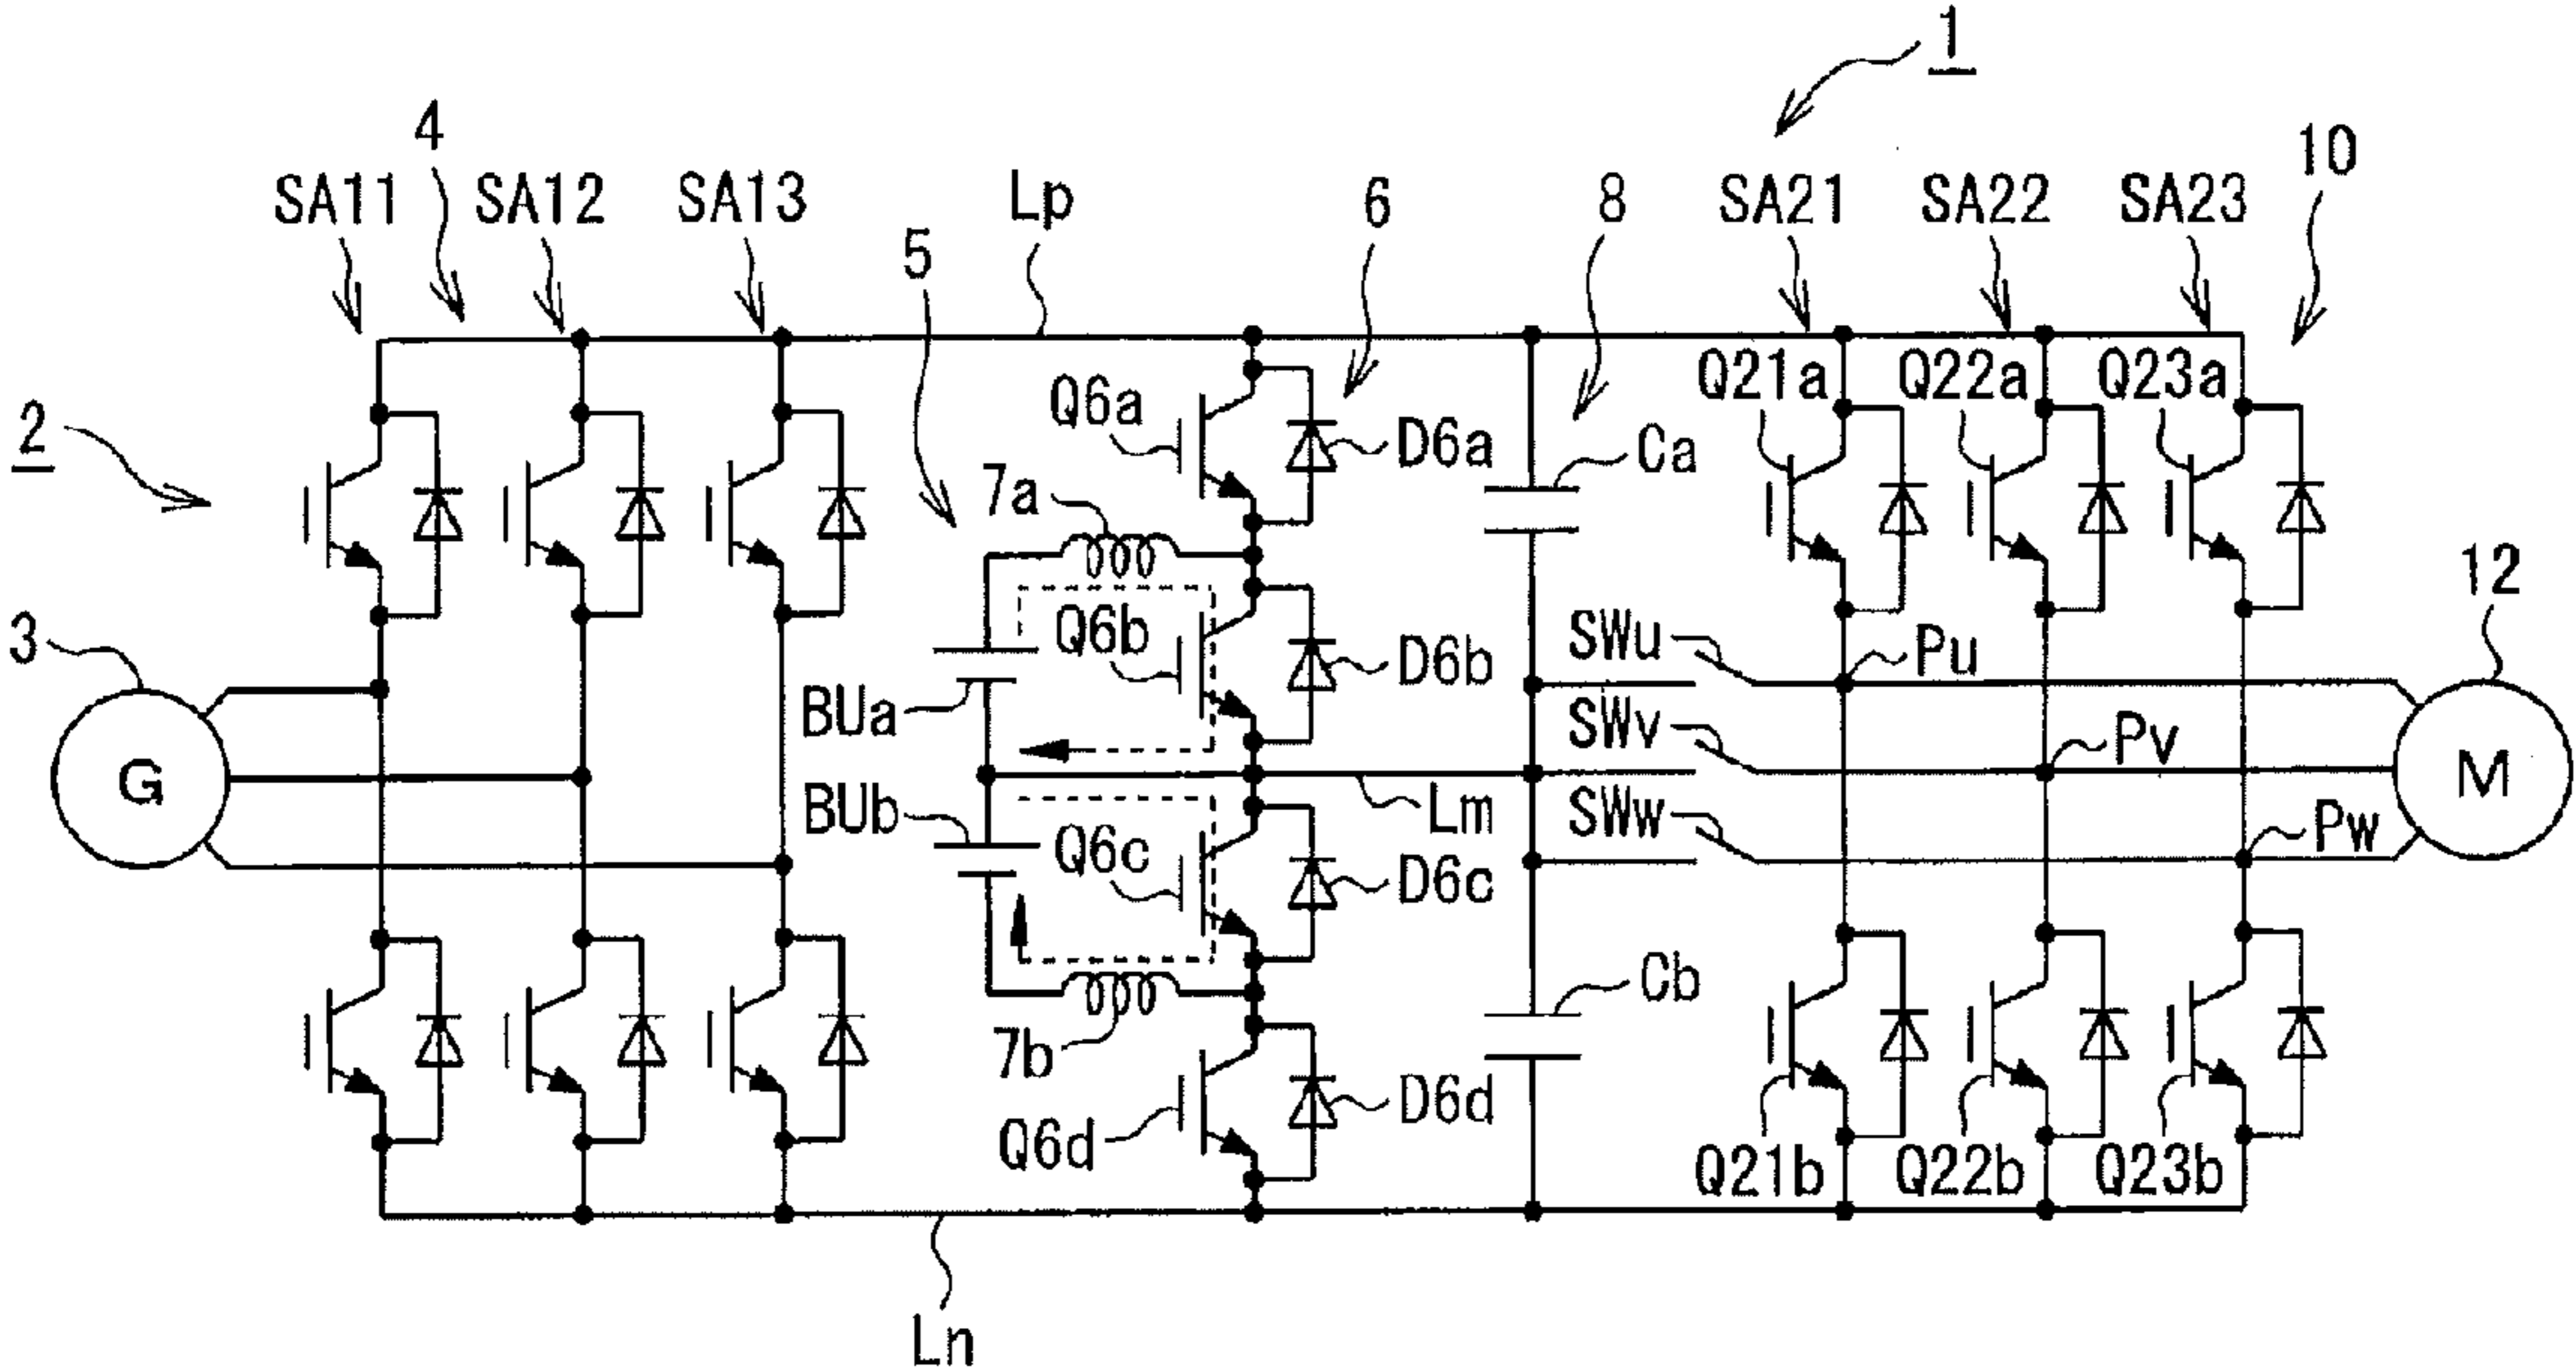 1
4
10
SA11
SA12
SA13
Lp
6
8
SA21
SA22
SA23
5
2
Q6a
D6a
Ca
Q21a
Q22a
Q23a
7a
3
Q6b
D6b
SWu
Pu
12
BUa
SWv
Pv
G
M
BUb
Q6c
Lm
SWw
Pw
D6c
Cb
7b
Q6d
D6d
Q21b
Q22b
Q23b
Ln